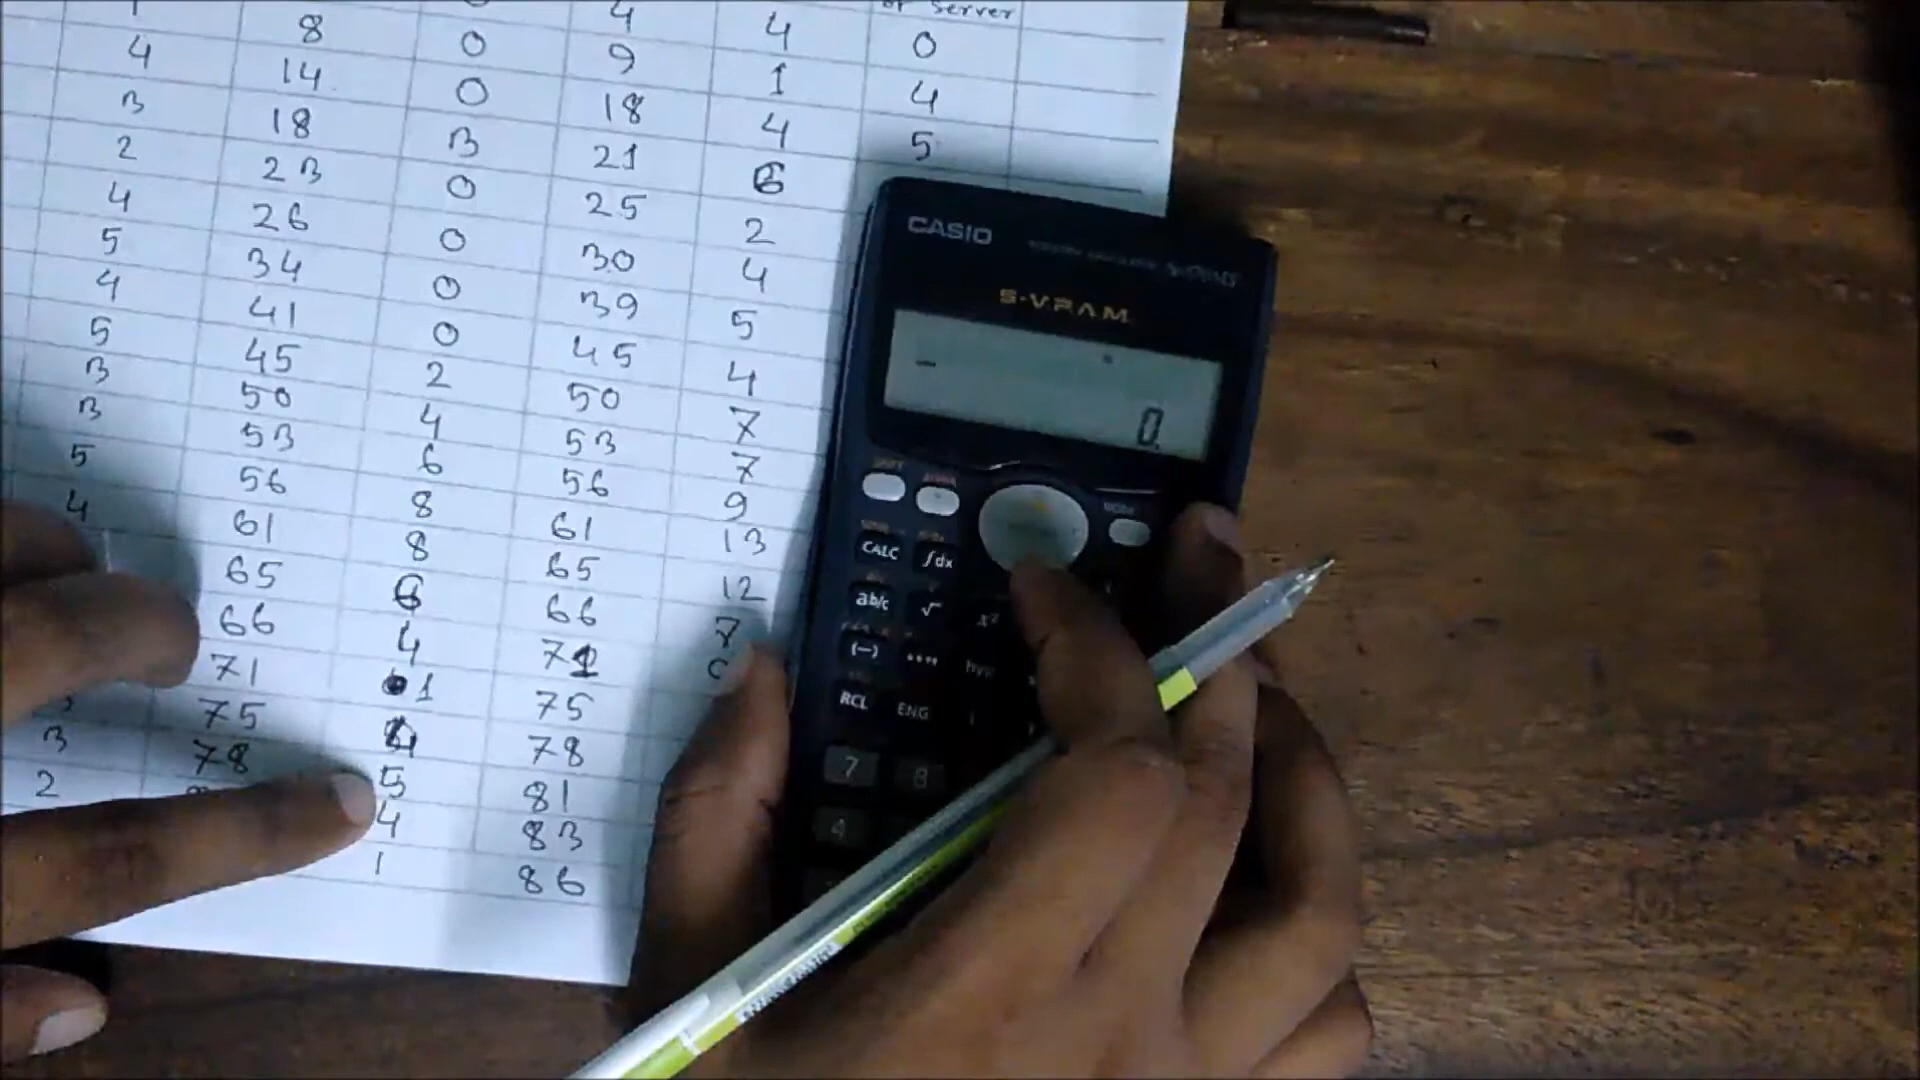 of Server
4 4 0
8 0 9 1 4
4 14 0 18 4 5
3 18 3 21 6
2 23 0 25 2
4 26 0 30 4
5 34 0 39 5
4 41 0 45 4
5 45 2 50 7
3 50 4 53 7
3 53 6 56 9
5 56 8 61 13
4 61 8 65 12
65 6 66 7
66 4 71
71 1 75
75 4 78
3 78 5 81
2 4 83
1 86
CASIO
S-V.P.A.M.
0.
MODE
CALC ∫dx
ab/c √ x²
(-) °'" hyp
RCL ENG
7 8
4